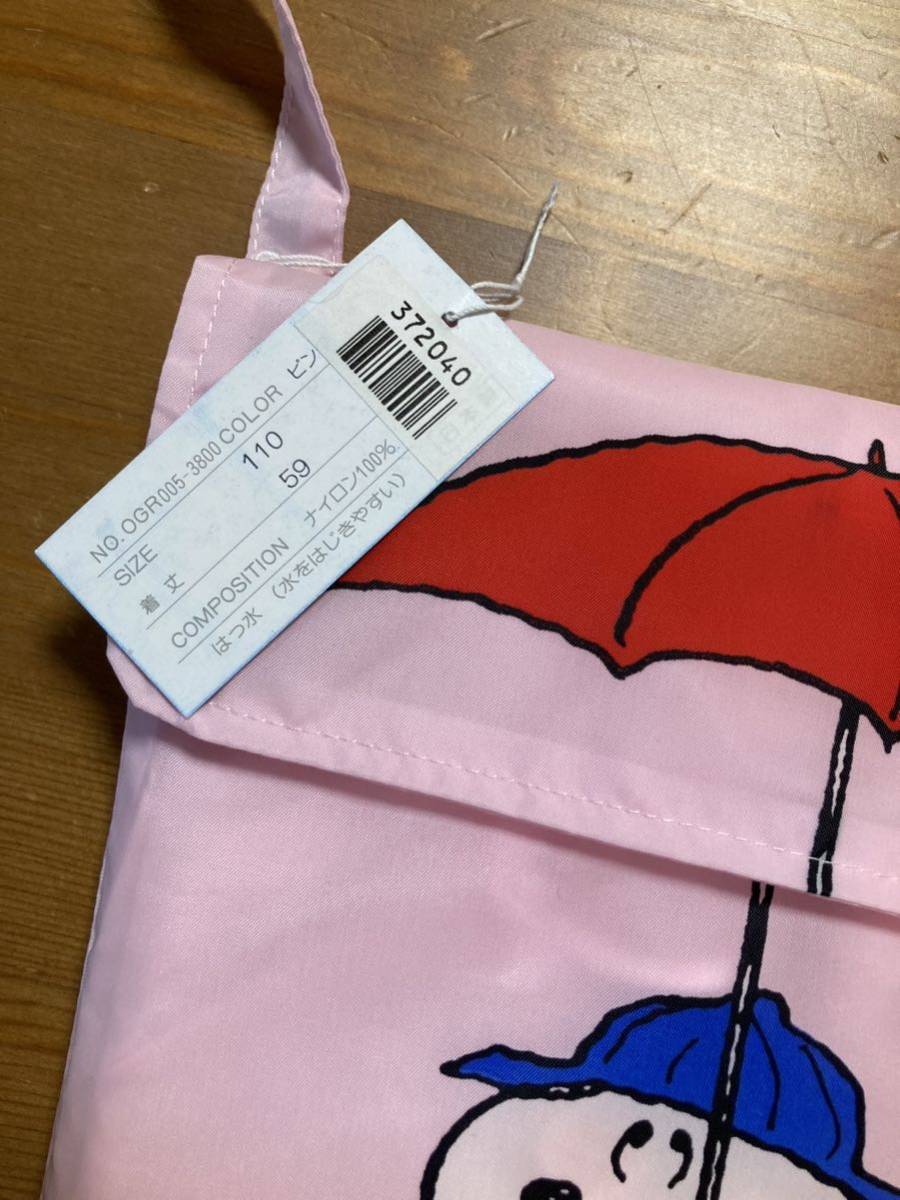 372040
NO. OGR005-3800 COLOR ピン
SIZE 110
着 丈 59
COMPOSITION ナイロン100%
はっ水 (水をはじきやすい)